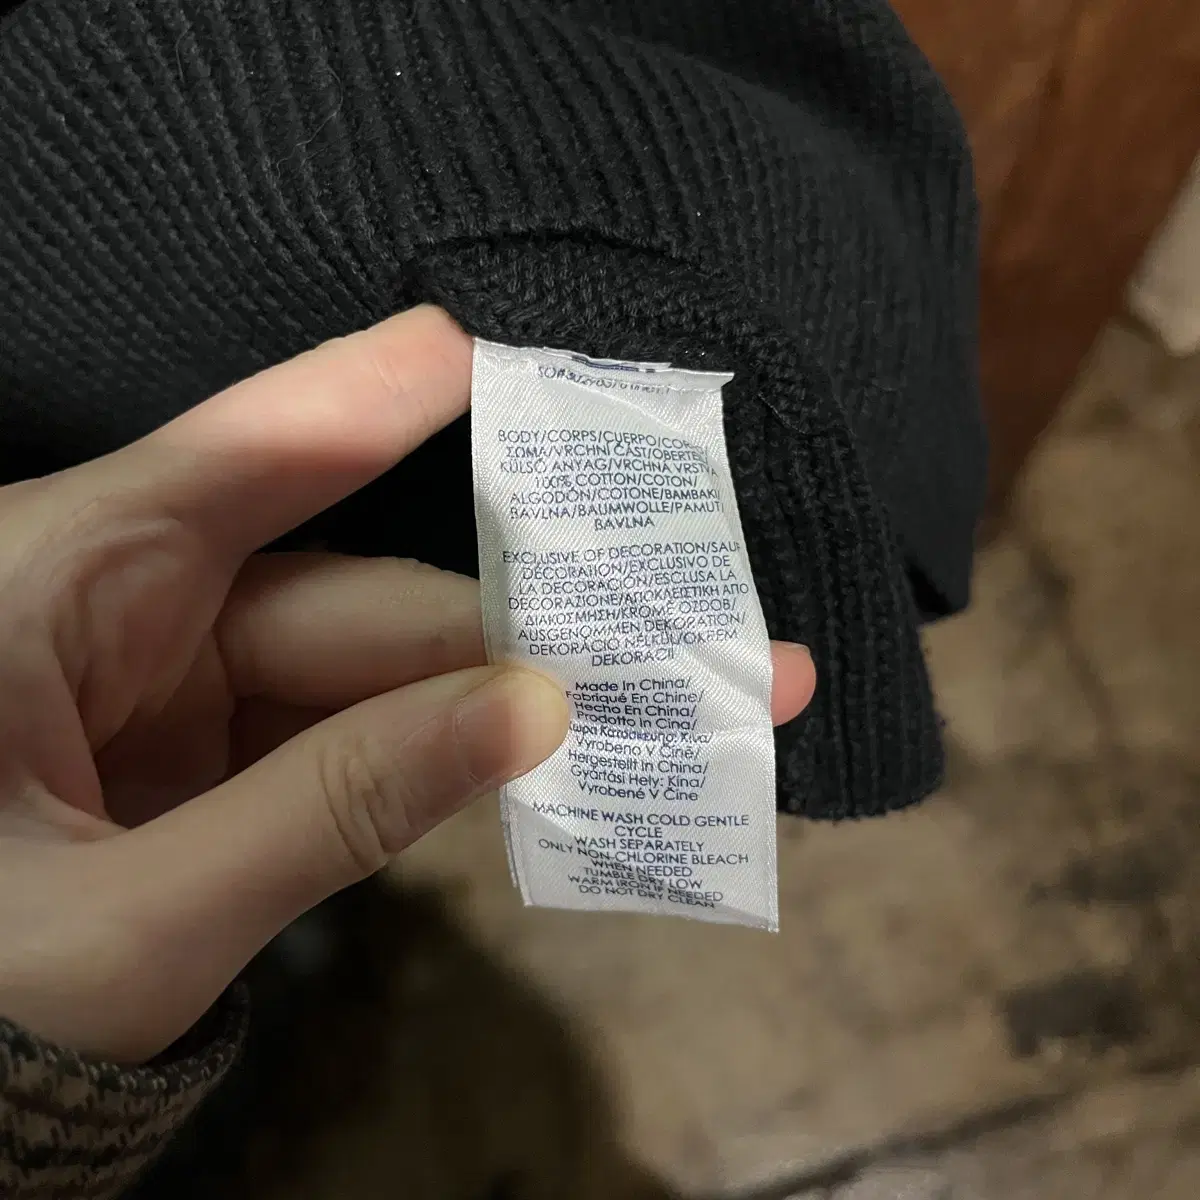 BODY/CORPS/CUERPO/
ΣΩΜΑ/VRCHNÍ ČÁST/
KÜLSŐ ANYAG/VRCHNÁ
100% COTTON/COTON/
ALGODÓN/COTONE/BAMBAKI/
BAVLNA/BAUMWOLLE/PAMUT/
BAVLNA
EXCLUSIVE OF DECORATION/SAUF
DÉCORATION/EXCLUSIVO DE
LA DECORACIÓN/ESCLUSA LA
DECORAZIONE/ΑΠΟΚΛΕΙΣΤΙΚΗ ΑΠΟ
ΔΙΑΚΟΣΜΗΣΗ/KROMĚ OZDOB/
AUSGENOMMEN DEKORATION/
DEKORÁCIÓ NÉLKÜL/OKREM
DEKORÁCIÍ
Made In China/
Fabriqué En Chine/
Hecho En China/
Prodotto In Cina/
Χώρα Κατασκευής: Κίνα/
Vyrobeno V Číně/
Hergestellt in China/
Gyártási Hely: Kína/
Vyrobené V Číne
MACHINE WASH COLD GENTLE
CYCLE
WASH SEPARATELY
ONLY NON-CHLORINE BLEACH
WHEN NEEDED
TUMBLE DRY LOW
WARM IRON IF NEEDED
DO NOT DRY CLEAN